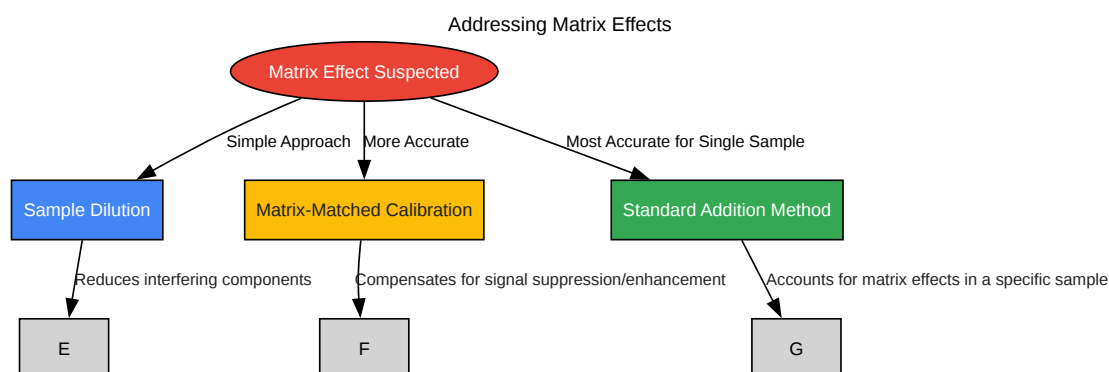 Addressing Matrix Effects
Matrix Effect Suspected
Simple Approach
More Accurate
Most Accurate for Single Sample
Sample Dilution
Matrix-Matched Calibration
Standard Addition Method
Reduces interfering components
Compensates for signal suppression/enhancement
Accounts for matrix effects in a specific sample
E
F
G